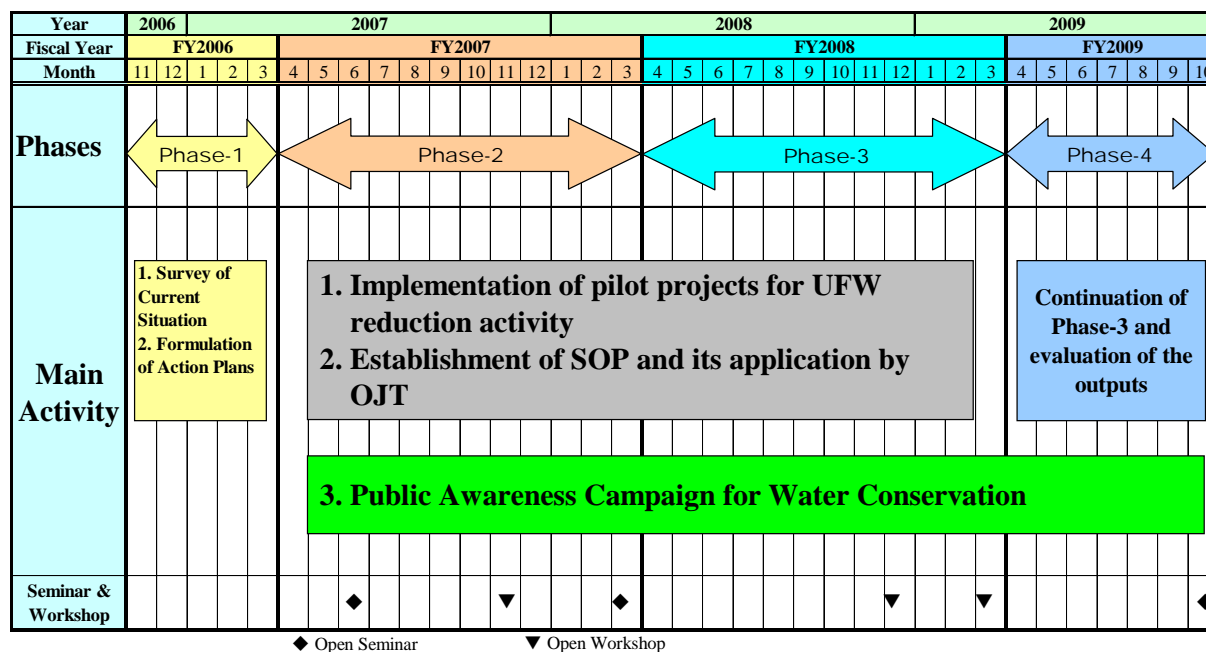 Year 2006 2007 2008 2009
Fiscal Year FY2006 FY2007 FY2008 FY2009
Month 11 12 1 2 3 4 5 6 7 8 9 10 11 12 1 2 3 4 5 6 7 8 9 10 11 12 1 2 3 4 5 6 7 8 9 10
Phases Phase-1 Phase-2 Phase-3 Phase-4
Main
Activity
1. Survey of
Current
Situation
2. Formulation
of Action Plans
1. Implementation of pilot projects for UFW
reduction activity
2. Establishment of SOP and its application by
OJT
Continuation of
Phase-3 and
evaluation of the
outputs
3. Public Awareness Campaign for Water Conservation
Seminar &
Workshop
◆ Open Seminar ▼ Open Workshop